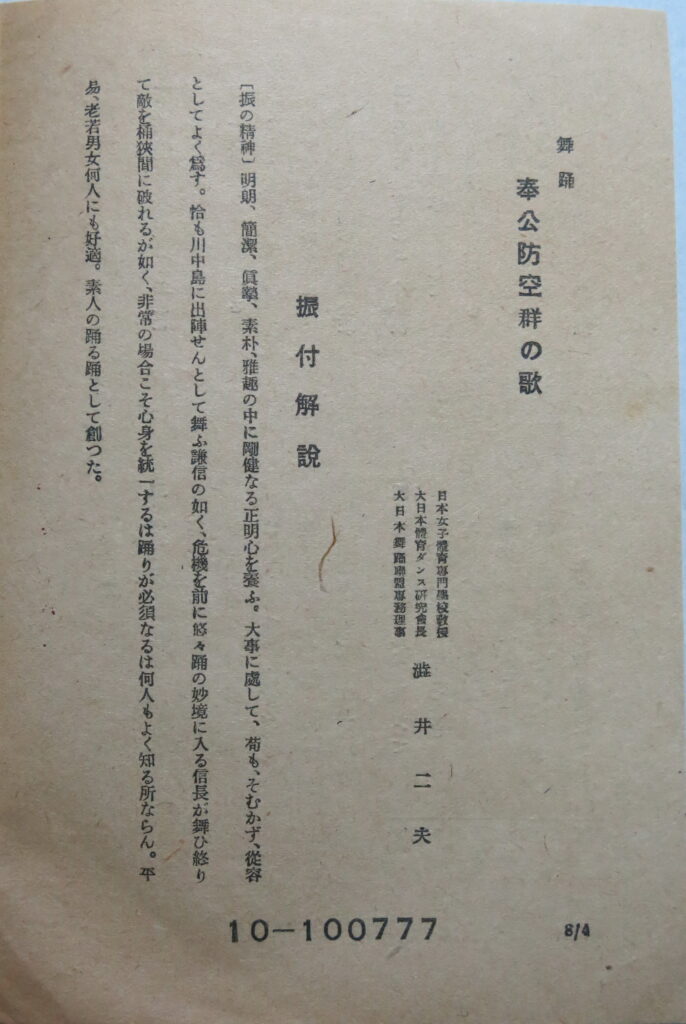 舞踊
奉公防空群の歌
日本女子體育專門學校敎授
大日本體育ダンス硏究會長
大日本舞踊聯盟專務理事
澁井二夫
振付解說
〔振の精神〕明朗、簡潔、眞摯、素朴、雅趣の中に剛健なる正明心を養ふ。大事に處して、苟も、そむかず、從容
としてよく爲す。恰も川中島に出陣せんとして舞ふ謙信の如く、危機を前に悠々踊の妙境に入る信長が舞ひ終り
て敵を桶狹間に破れるが如く、非常の場合こそ心身を統一するは踊りが必須なるは何人もよく知る所ならん。平
易、老若男女何人にも好適。素人の踊る踊として創つた。
10—100777
8/4